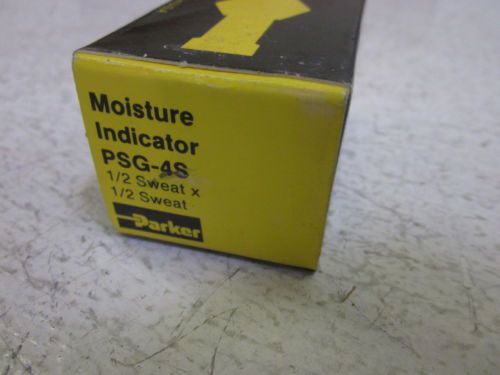 Moisture
Indicator
PSG-4S
1/2 Sweat x
1/2 Sweat
Parker